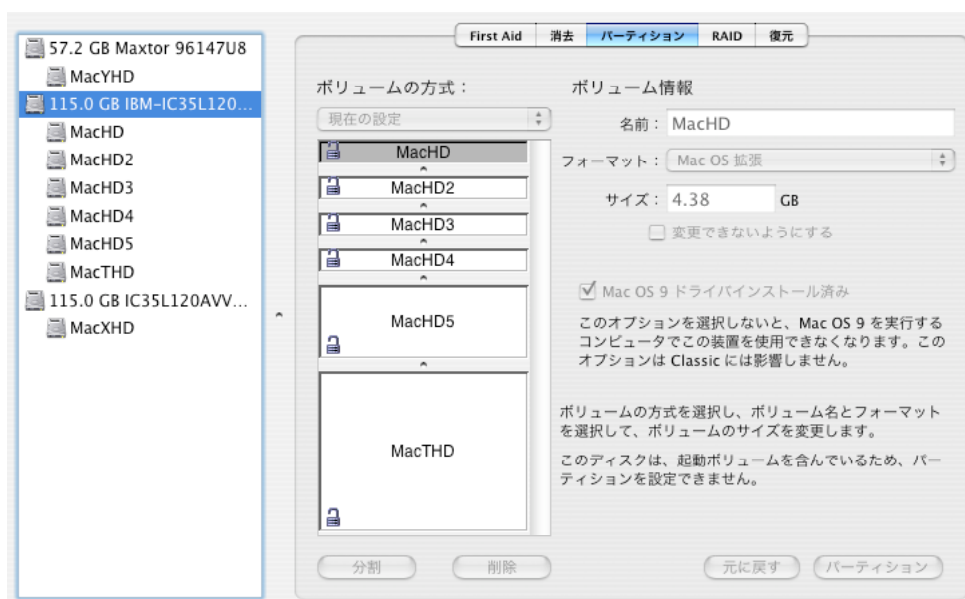 57.2 GB Maxtor 96147U8
MacYHD
115.0 GB IBM-IC35L120...
MacHD
MacHD2
MacHD3
MacHD4
MacHD5
MacTHD
115.0 GB IC35L120AVV...
MacXHD
First Aid 消去 パーティション RAID 復元
ボリュームの方式：
現在の設定
MacHD
MacHD2
MacHD3
MacHD4
MacHD5
MacTHD
分割 削除
ボリューム情報
名前： MacHD
フォーマット： Mac OS 拡張
サイズ： 4.38 GB
変更できないようにする
Mac OS 9 ドライバインストール済み
このオプションを選択しないと、Mac OS 9 を実行する
コンピュータでこの装置を使用できなくなります。この
オプションは Classic には影響しません。
ボリュームの方式を選択し、ボリューム名とフォーマット
を選択して、ボリュームのサイズを変更します。
このディスクは、起動ボリュームを含んでいるため、パー
ティションを設定できません。
元に戻す パーティション